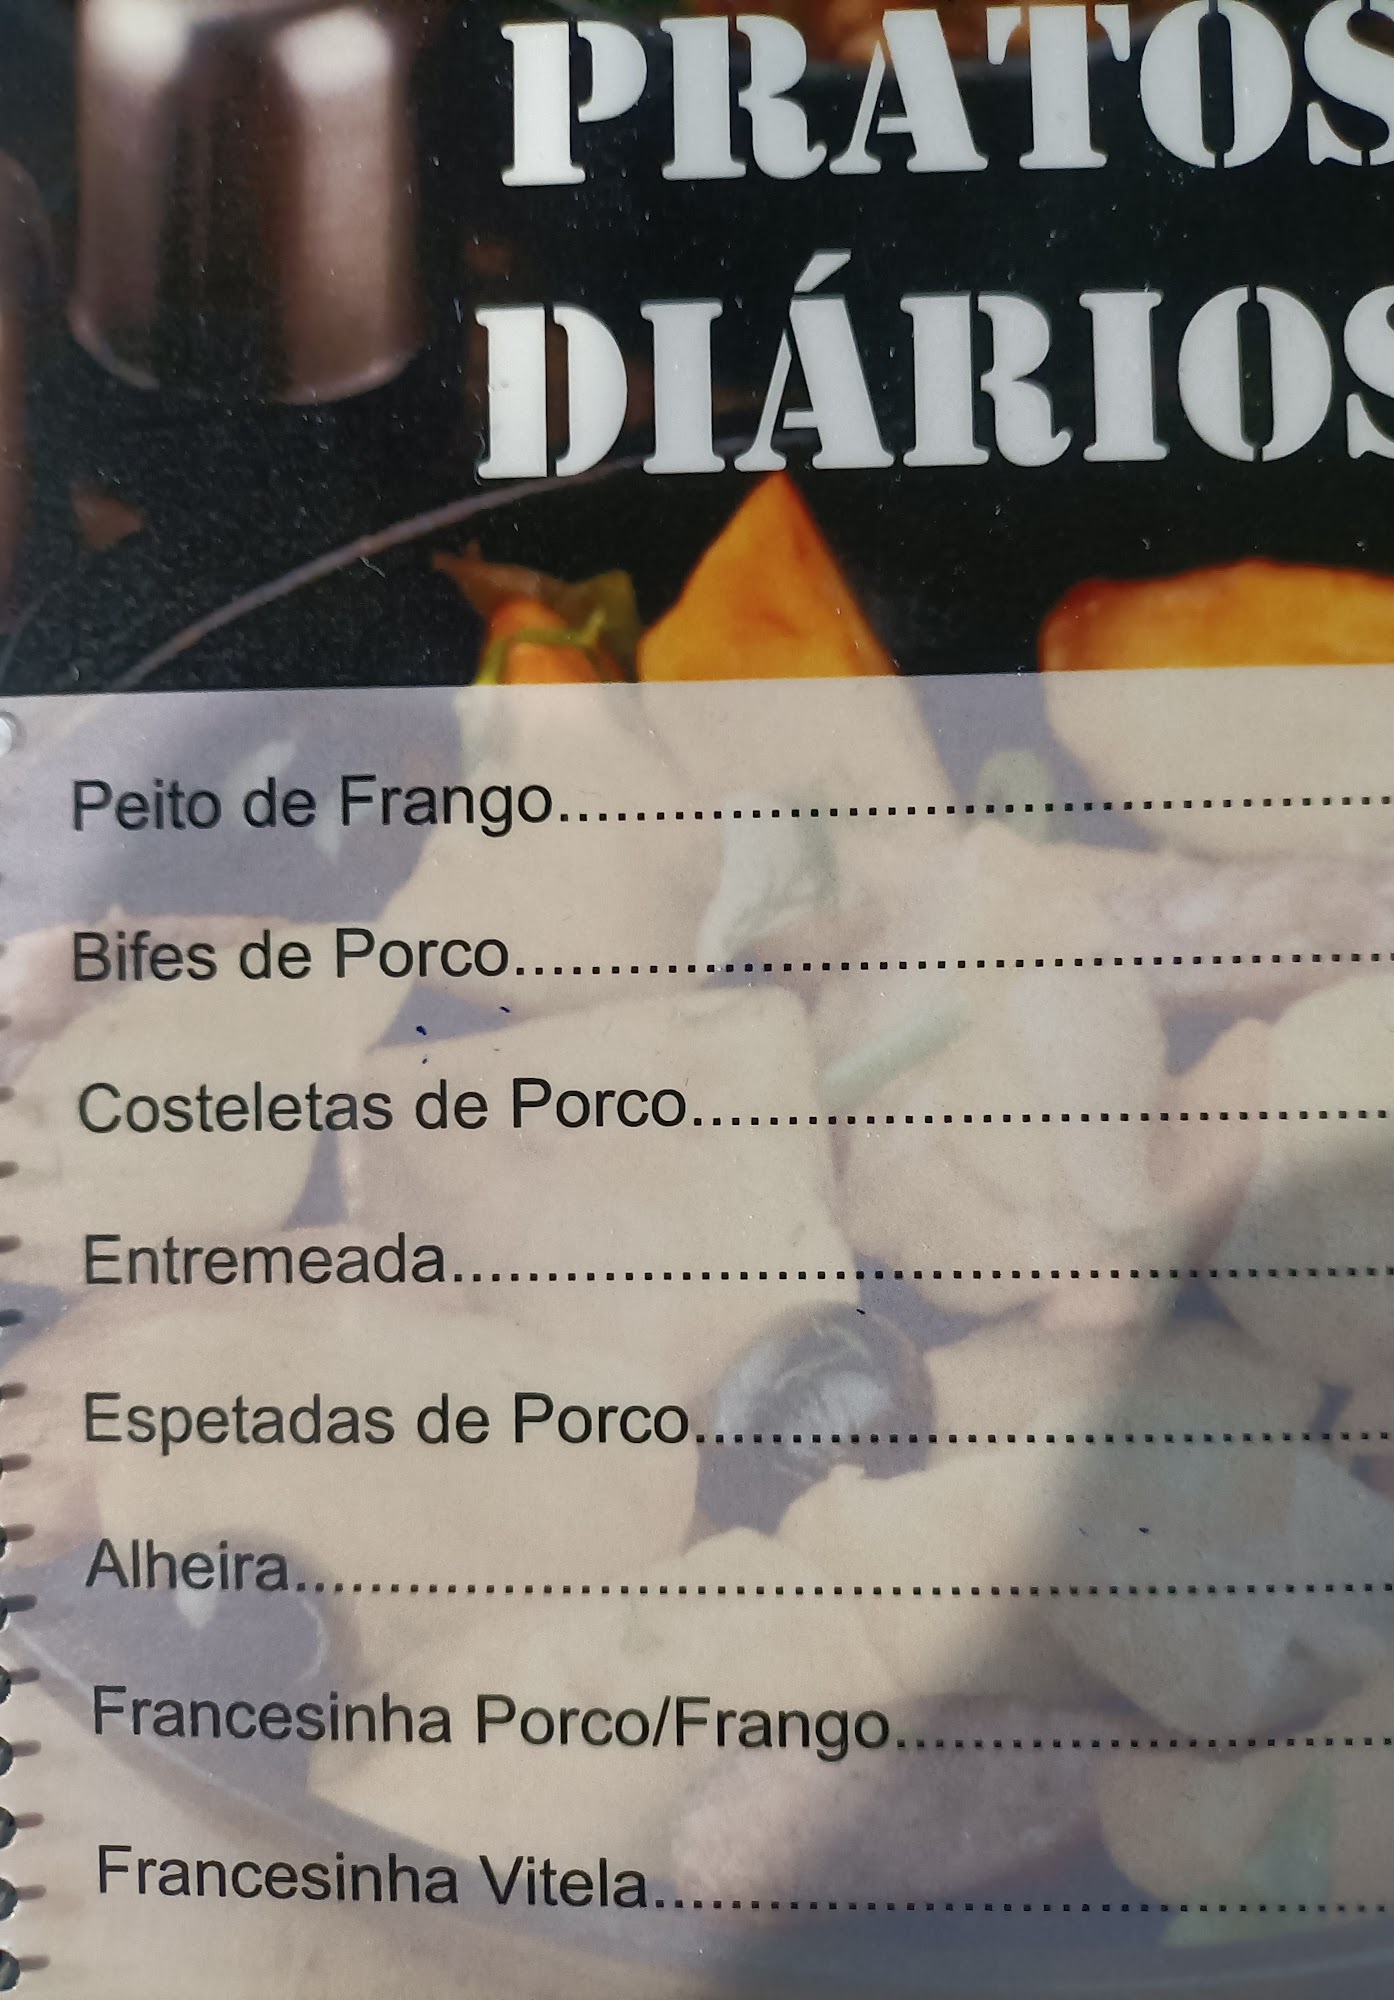 PRATOS
DIÁRIOS
Peito de Frango
Bifes de Porco
Costeletas de Porco
Entremeada
Espetadas de Porco
Alheira
Francesinha Porco/Frango
Francesinha Vitela